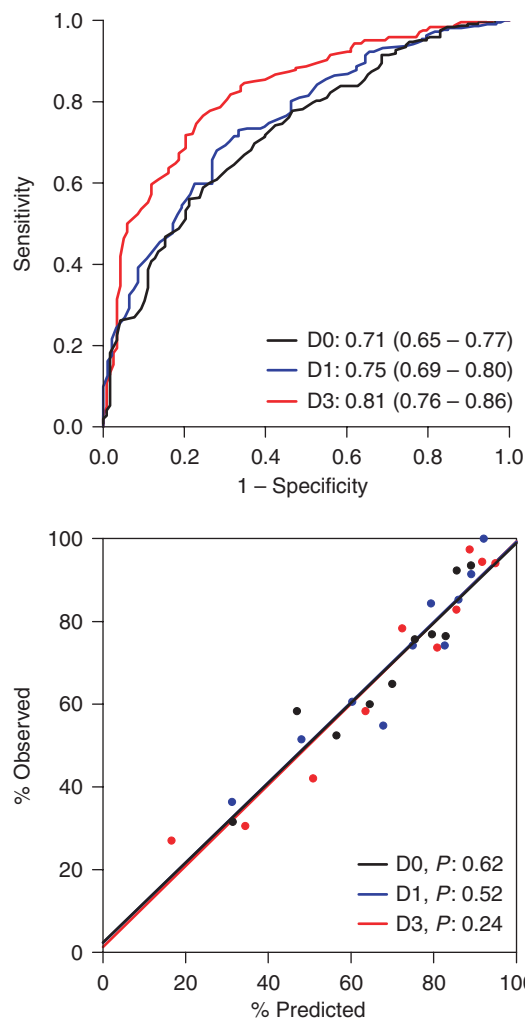 1.0
0.8
0.6
0.4
0.2
0.0
Sensitivity
D0: 0.71 (0.65 – 0.77)
D1: 0.75 (0.69 – 0.80)
D3: 0.81 (0.76 – 0.86)
0.0 0.2 0.4 0.6 0.8 1.0
1 – Specificity
100
80
60
40
20
0
% Observed
D0, P: 0.62
D1, P: 0.52
D3, P: 0.24
0 20 40 60 80 100
% Predicted